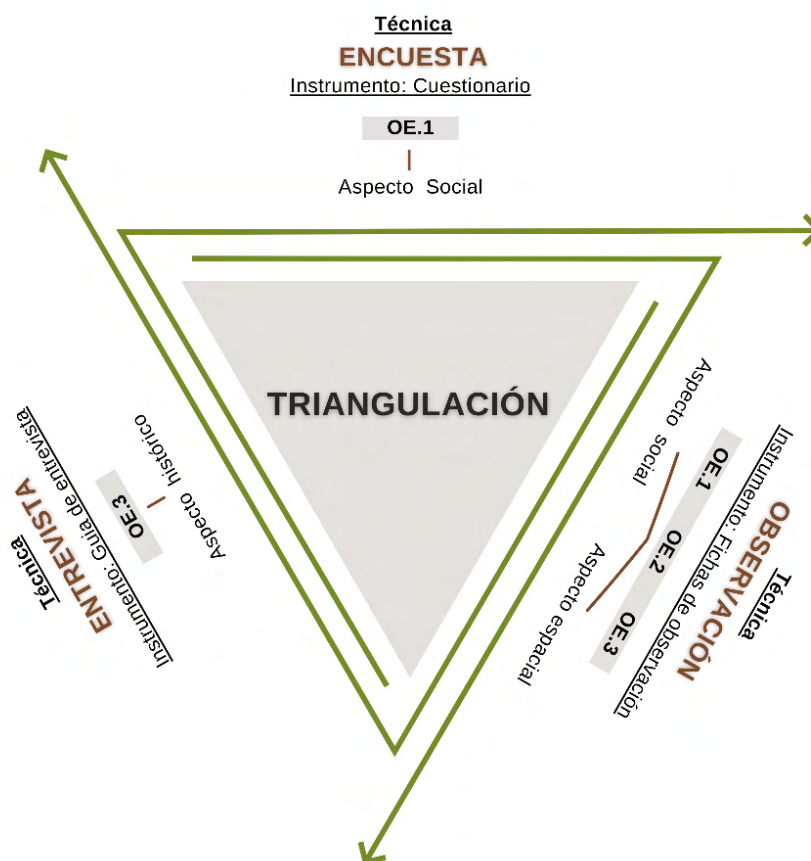 Técnica
ENCUESTA
Instrumento: Cuestionario
OE.1
Aspecto Social
TRIANGULACIÓN
Aspecto histórico
OE.3
Instrumento: Guia de entrevista
ENTREVISTA
Técnica
Aspecto social
Aspecto espacial
OE.1
OE.2
OE.3
Instrumento: Fichas de observación
OBSERVACIÓN
Técnica